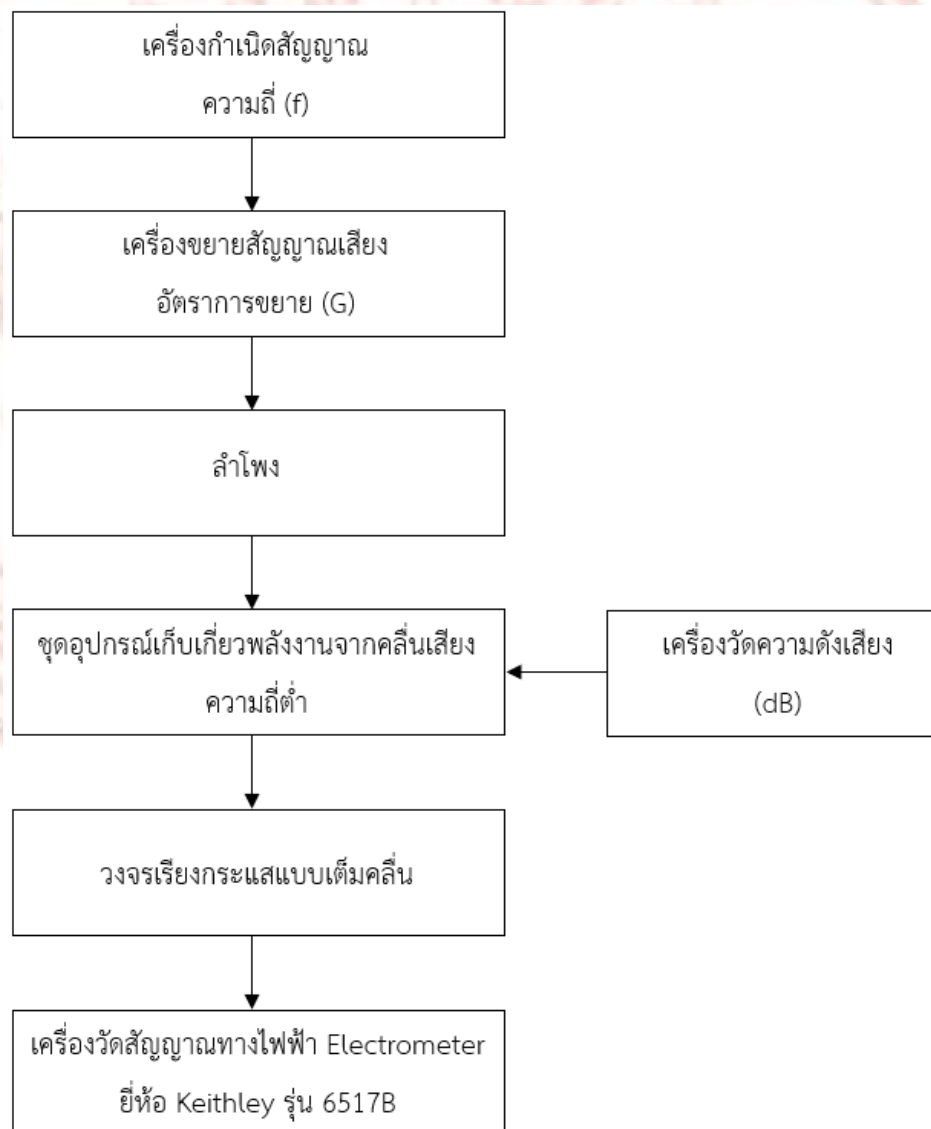 เครื่องกำเนิดสัญญาณ
ความถี่ (f)
เครื่องขยายสัญญาณเสียง
อัตราการขยาย (G)
ลำโพง
ชุดอุปกรณ์เก็บเกี่ยวพลังงานจากคลื่นเสียง
ความถี่ต่ำ
เครื่องวัดความดังเสียง
(dB)
วงจรเรียงกระแสแบบเต็มคลื่น
เครื่องวัดสัญญาณทางไฟฟ้า Electrometer
ยี่ห้อ Keithley รุ่น 6517B